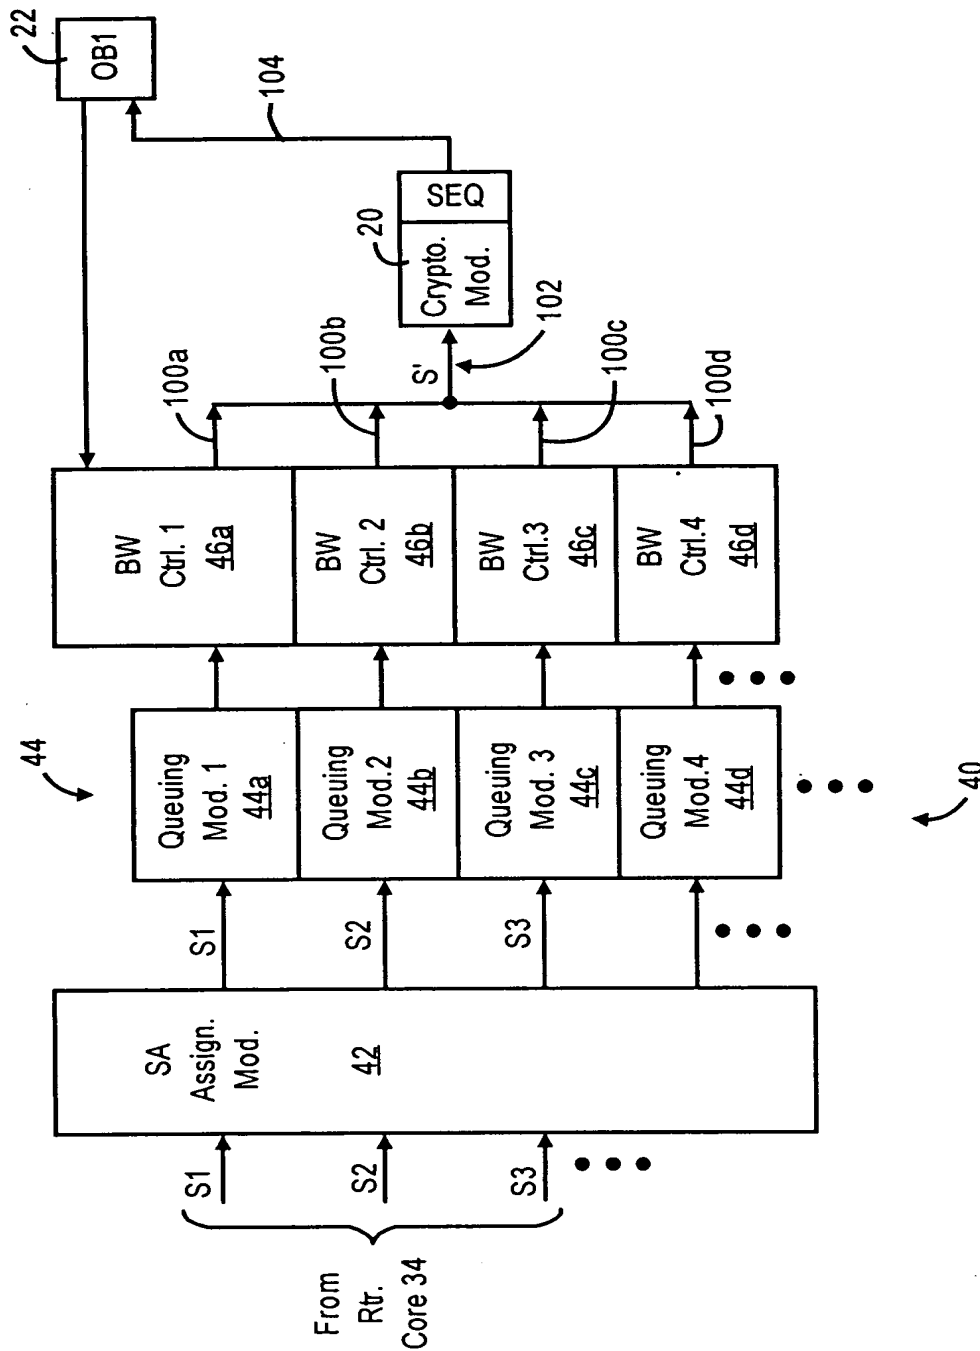 From
Rtr.
Core 34
S1
S2
S3
SA
Assign.
Mod.
42
S1
S2
S3
44
Queuing
Mod. 1
44a
Queuing
Mod.2
44b
Queuing
Mod. 3
44c
Queuing
Mod.4
44d
BW
Ctrl. 1
46a
BW
Ctrl. 2
46b
BW
Ctrl.3
46c
BW
Ctrl.4
46d
100a
100b
100c
100d
S'
102
20
Crypto.
Mod.
SEQ
104
22
OB1
40